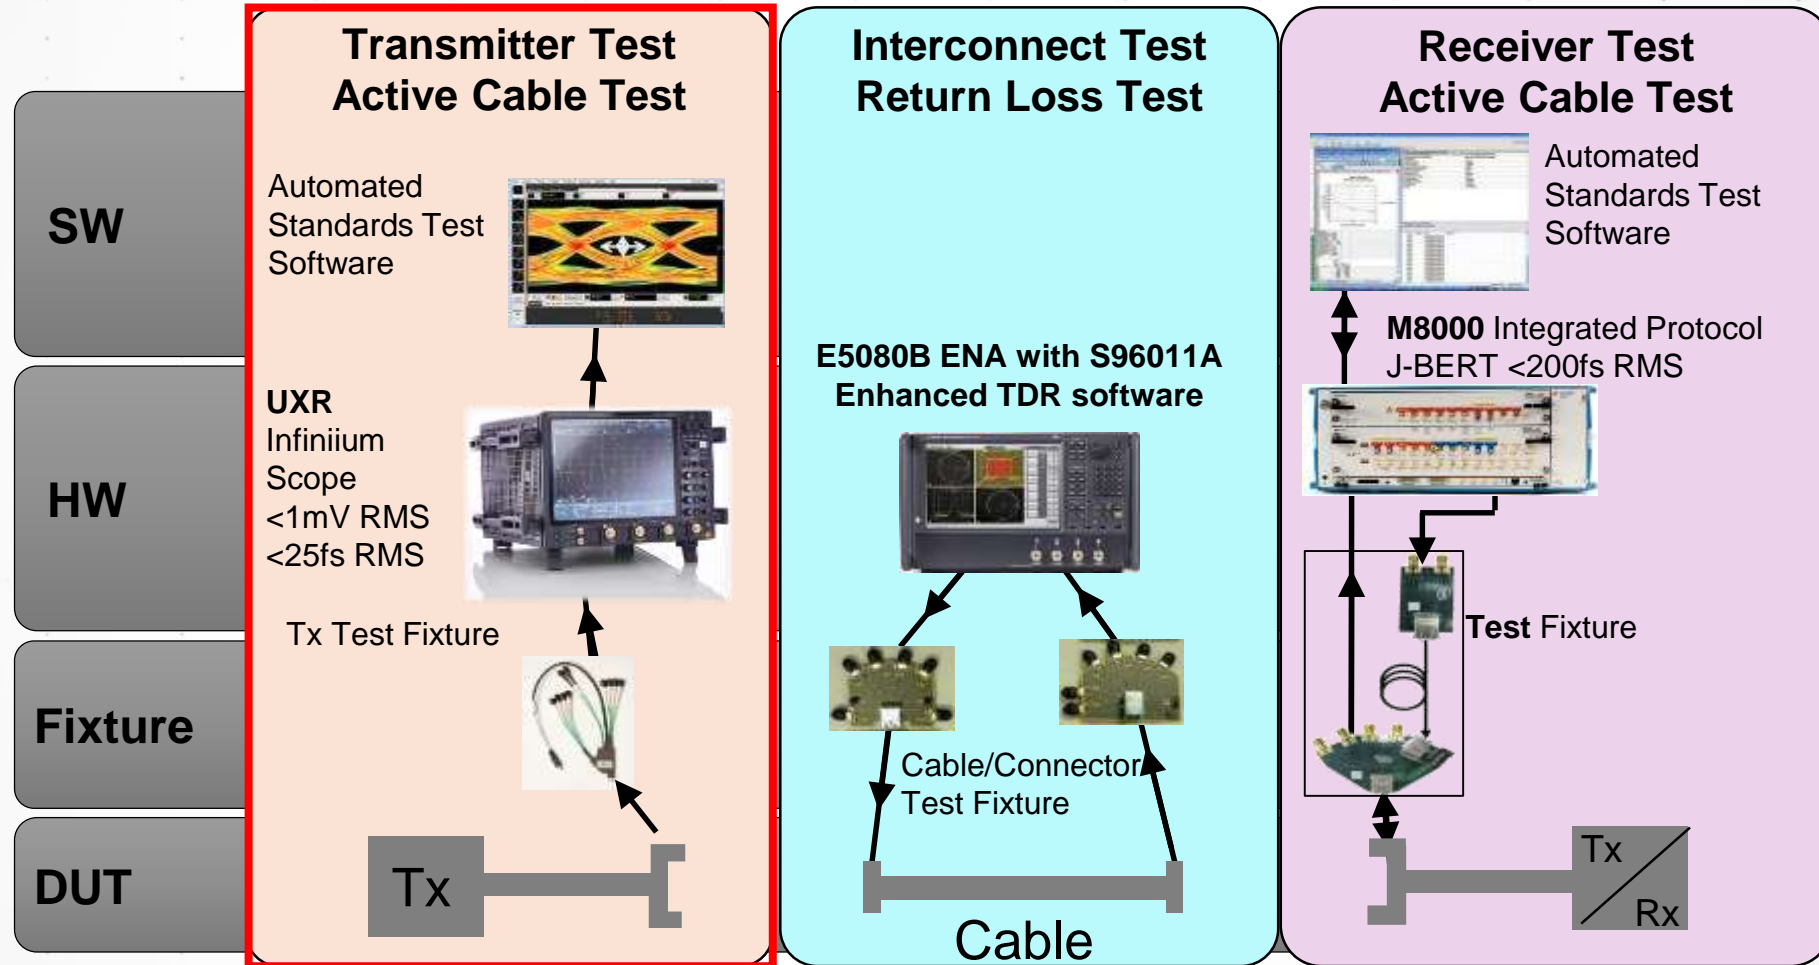 Transmitter Test
Active Cable Test
Interconnect Test
Return Loss Test
Receiver Test
Active Cable Test
SW
Automated
Standards Test
Software
Automated
Standards Test
Software
HW
UXR
Infiniium
Scope
<1mV RMS
<25fs RMS
E5080B ENA with S96011A
Enhanced TDR software
M8000 Integrated Protocol
J-BERT <200fs RMS
Fixture
Tx Test Fixture
Cable/Connector
Test Fixture
Test Fixture
DUT
Tx
Cable
Tx
Rx